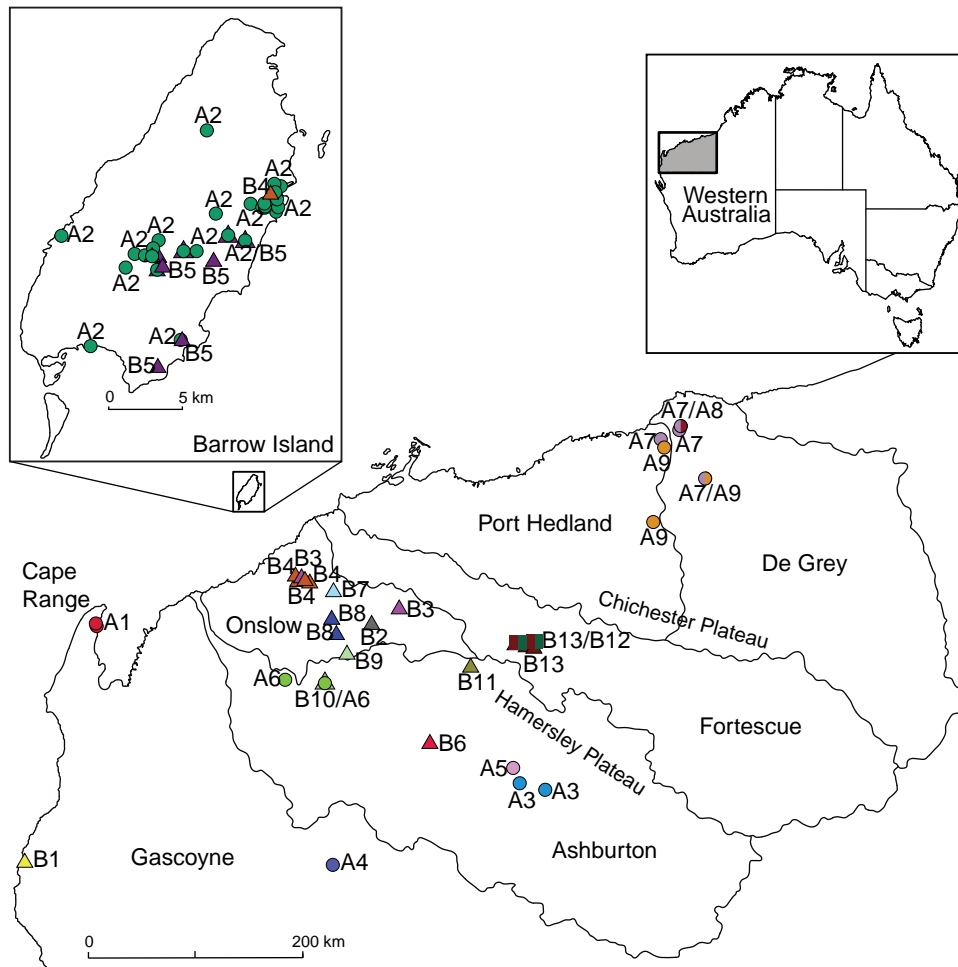 A2
A2
B4
A2
A2
A2
A2
A2
A2
A2
B5
A2
B5
B5
A2
A2
B5
B5
0 5 km
Barrow Island
Western
Australia
A7/A8
A7
A7
A9
A7/A9
Port Hedland
A9
De Grey
Cape
Range
B3
B4
B4
B4
B7
A1
B8
B3
Onslow
B8
B2
Chichester Plateau
B13/B12
B9
B13
A6
B11
B10/A6
Hamersley Plateau
Fortescue
B6
A5
A3
A3
B1
Gascoyne
A4
Ashburton
0 200 km